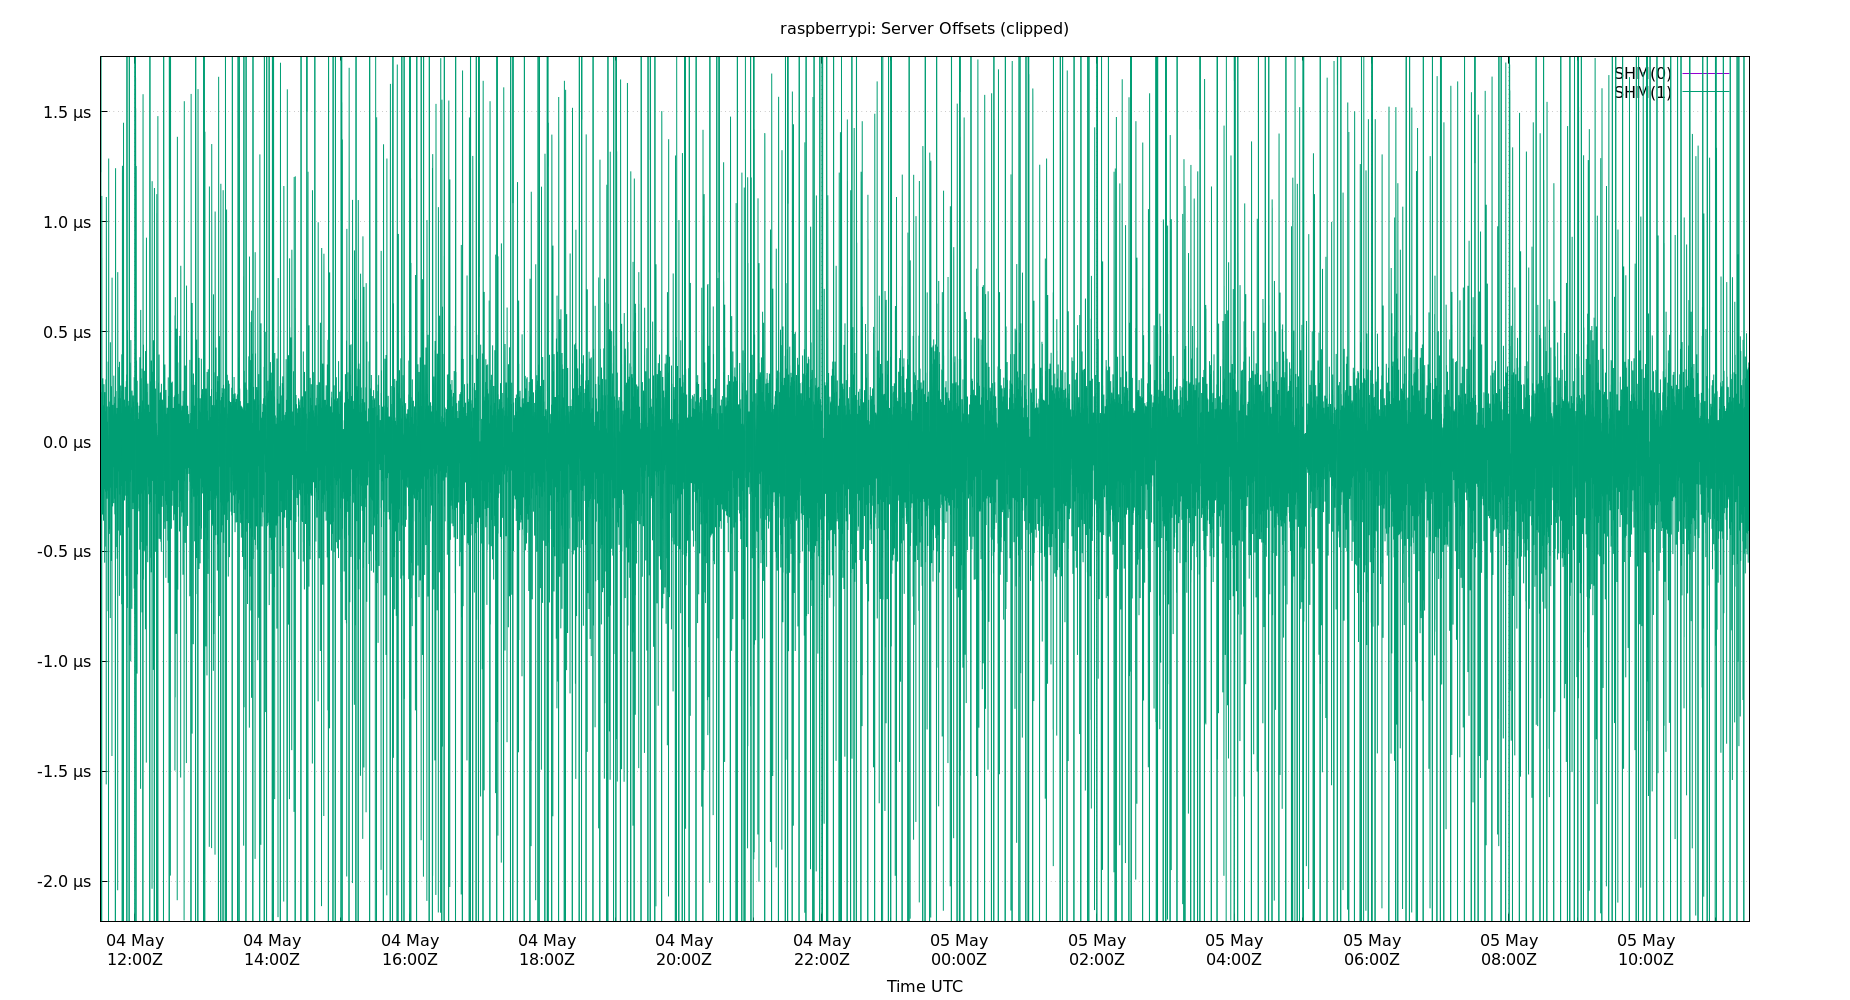 raspberrypi: Server Offsets (clipped)
SHM(0)
SHM(1)
1.5 µs
1.0 µs
0.5 µs
0.0 µs
-0.5 µs
-1.0 µs
-1.5 µs
-2.0 µs
04 May 04 May 04 May 04 May 04 May 04 May 05 May 05 May 05 May 05 May 05 May 05 May
12:00Z 14:00Z 16:00Z 18:00Z 20:00Z 22:00Z 00:00Z 02:00Z 04:00Z 06:00Z 08:00Z 10:00Z
Time UTC